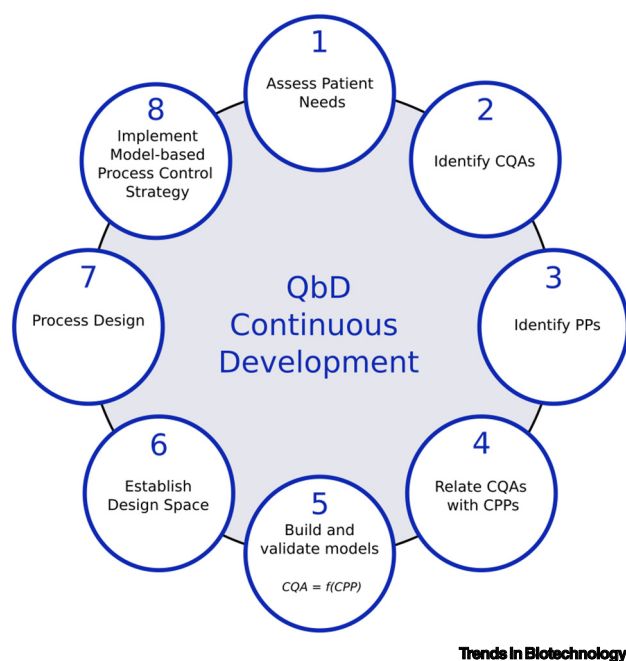 1
Assess Patient
Needs
2
Identify CQAs
3
Identify PPs
4
Relate CQAs
with CPPs
5
Build and
validate models
CQA = f(CPP)
6
Establish
Design Space
7
Process Design
8
Implement
Model-based
Process Control
Strategy
QbD
Continuous
Development
Trends in Biotechnology